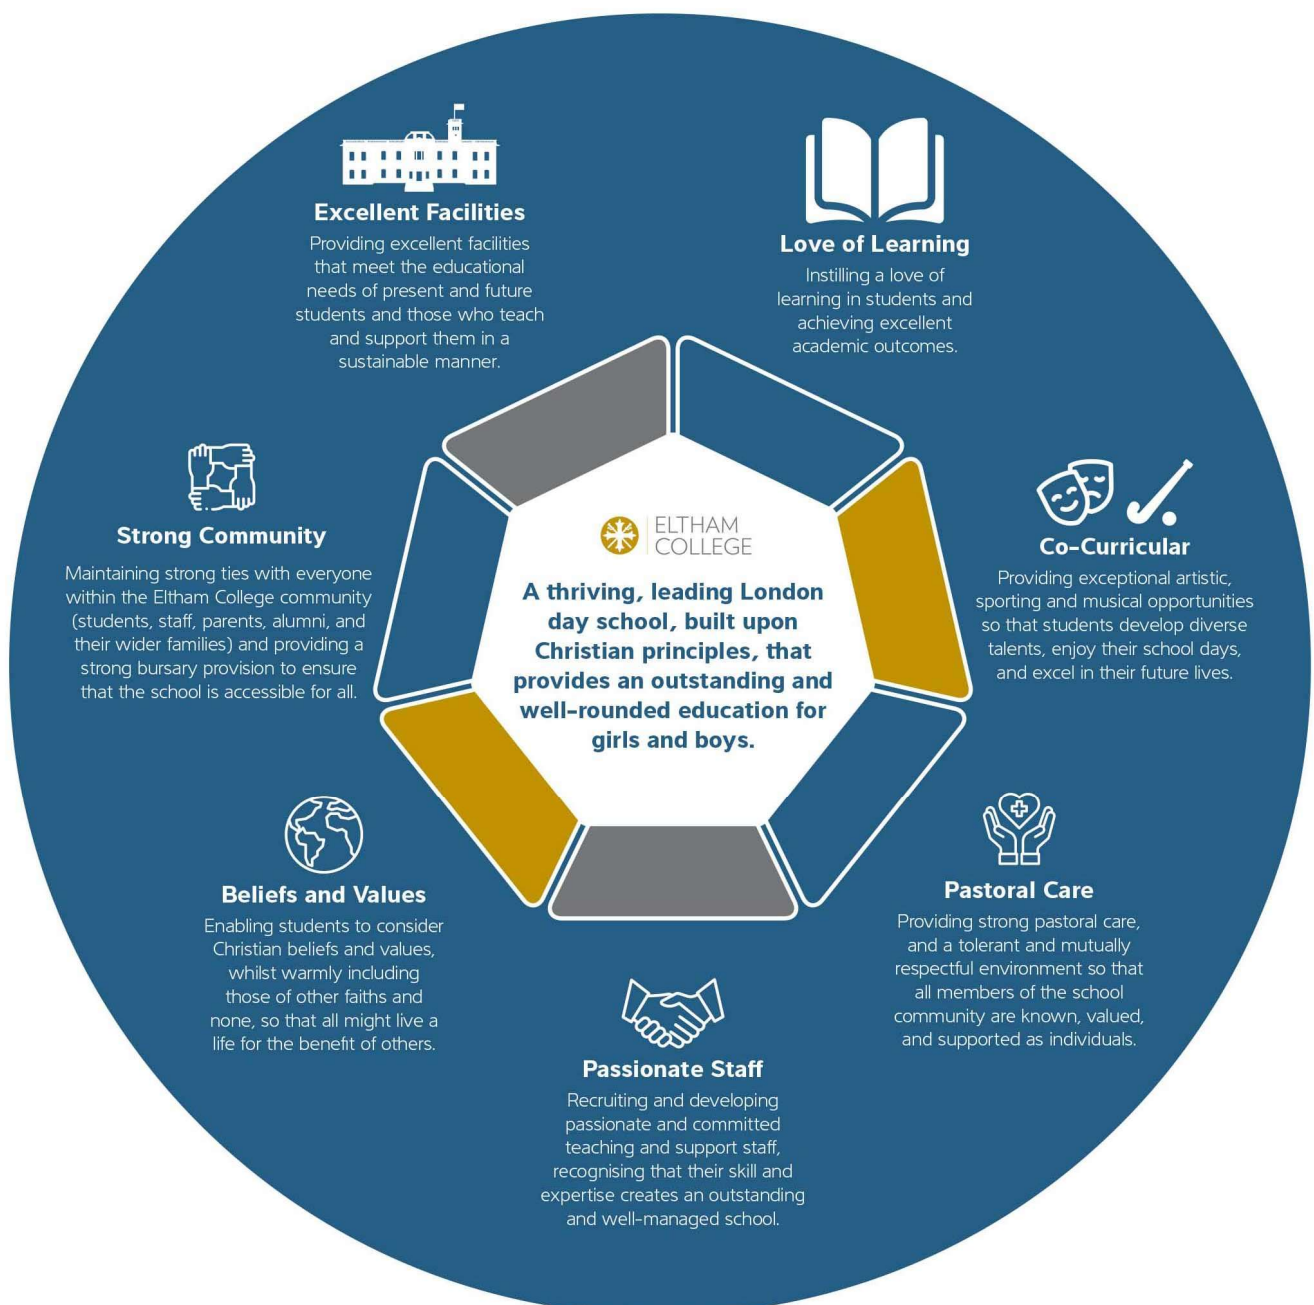 Excellent Facilities
Providing excellent facilities
that meet the educational
needs of present and future
students and those who teach
and support them in a
sustainable manner.
Love of Learning
Instilling a love of
learning in students and
achieving excellent
academic outcomes.
Strong Community
Maintaining strong ties with everyone
within the Eltham College community
(students, staff, parents, alumni, and
their wider families) and providing a
strong bursary provision to ensure
that the school is accessible for all.
ELTHAM
COLLEGE
A thriving, leading London
day school, built upon
Christian principles, that
provides an outstanding and
well-rounded education for
girls and boys.
Co-Curricular
Providing exceptional artistic,
sporting and musical opportunities
so that students develop diverse
talents, enjoy their school days,
and excel in their future lives.
Beliefs and Values
Enabling students to consider
Christian beliefs and values,
whilst warmly including
those of other faiths and
none, so that all might live a
life for the benefit of others.
Pastoral Care
Providing strong pastoral care,
and a tolerant and mutually
respectful environment so that
all members of the school
community are known, valued,
and supported as individuals.
Passionate Staff
Recruiting and developing
passionate and committed
teaching and support staff,
recognising that their skill and
expertise creates an outstanding
and well-managed school.